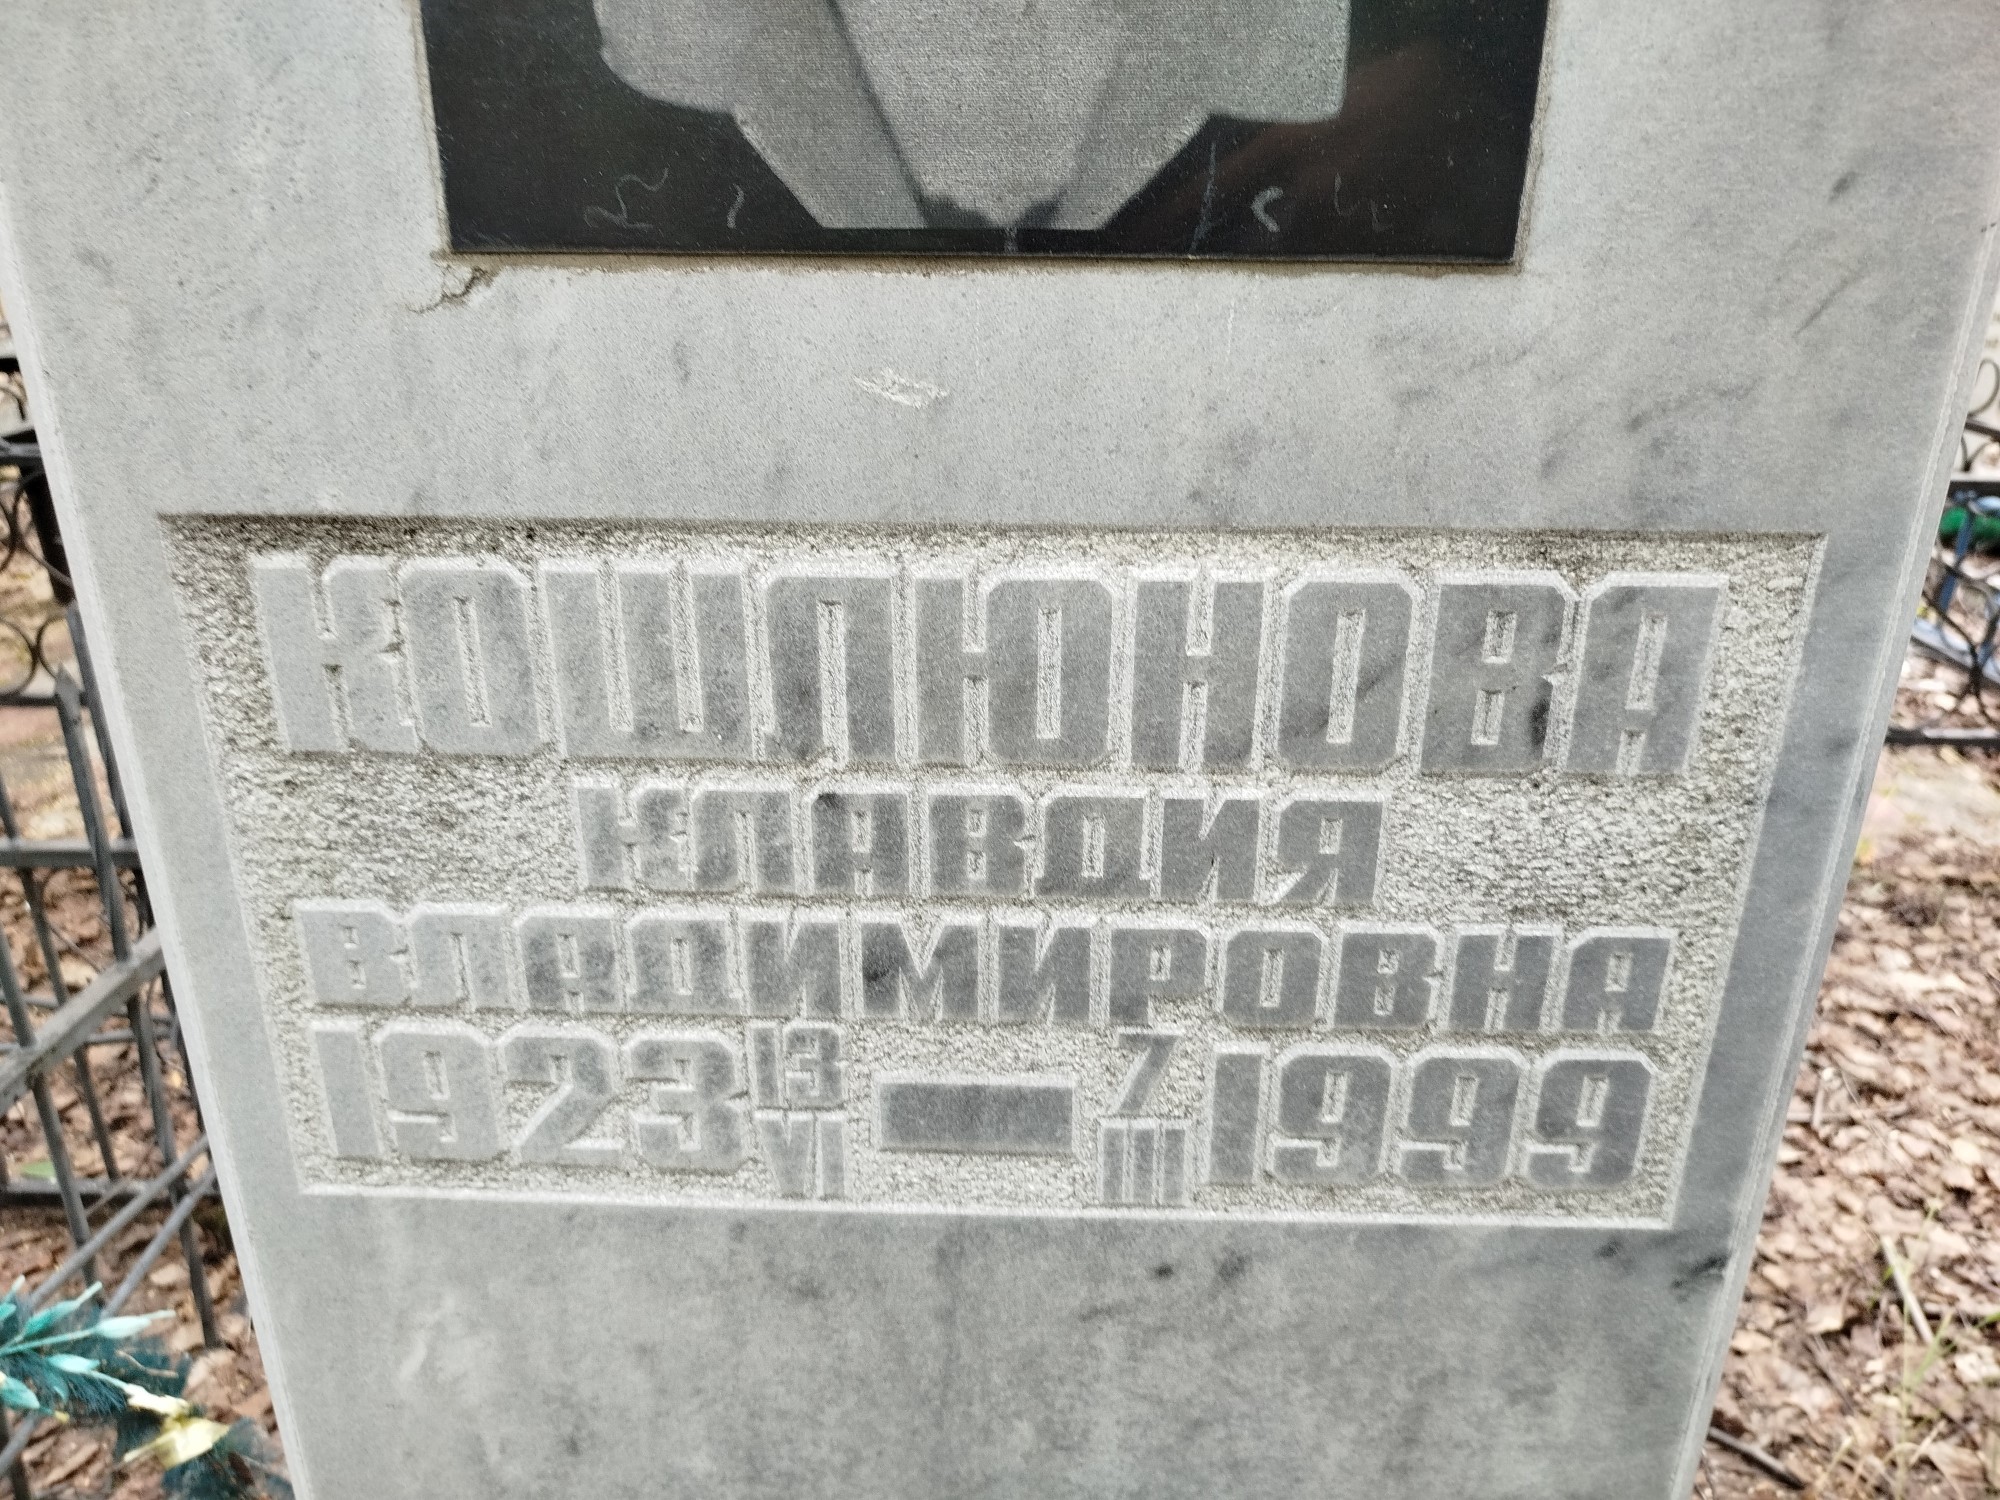 КОШЛЮНОВА
КЛАВДИЯ
ВЛАДИМИРОВНА
1923 13 VI — 7 III 1999